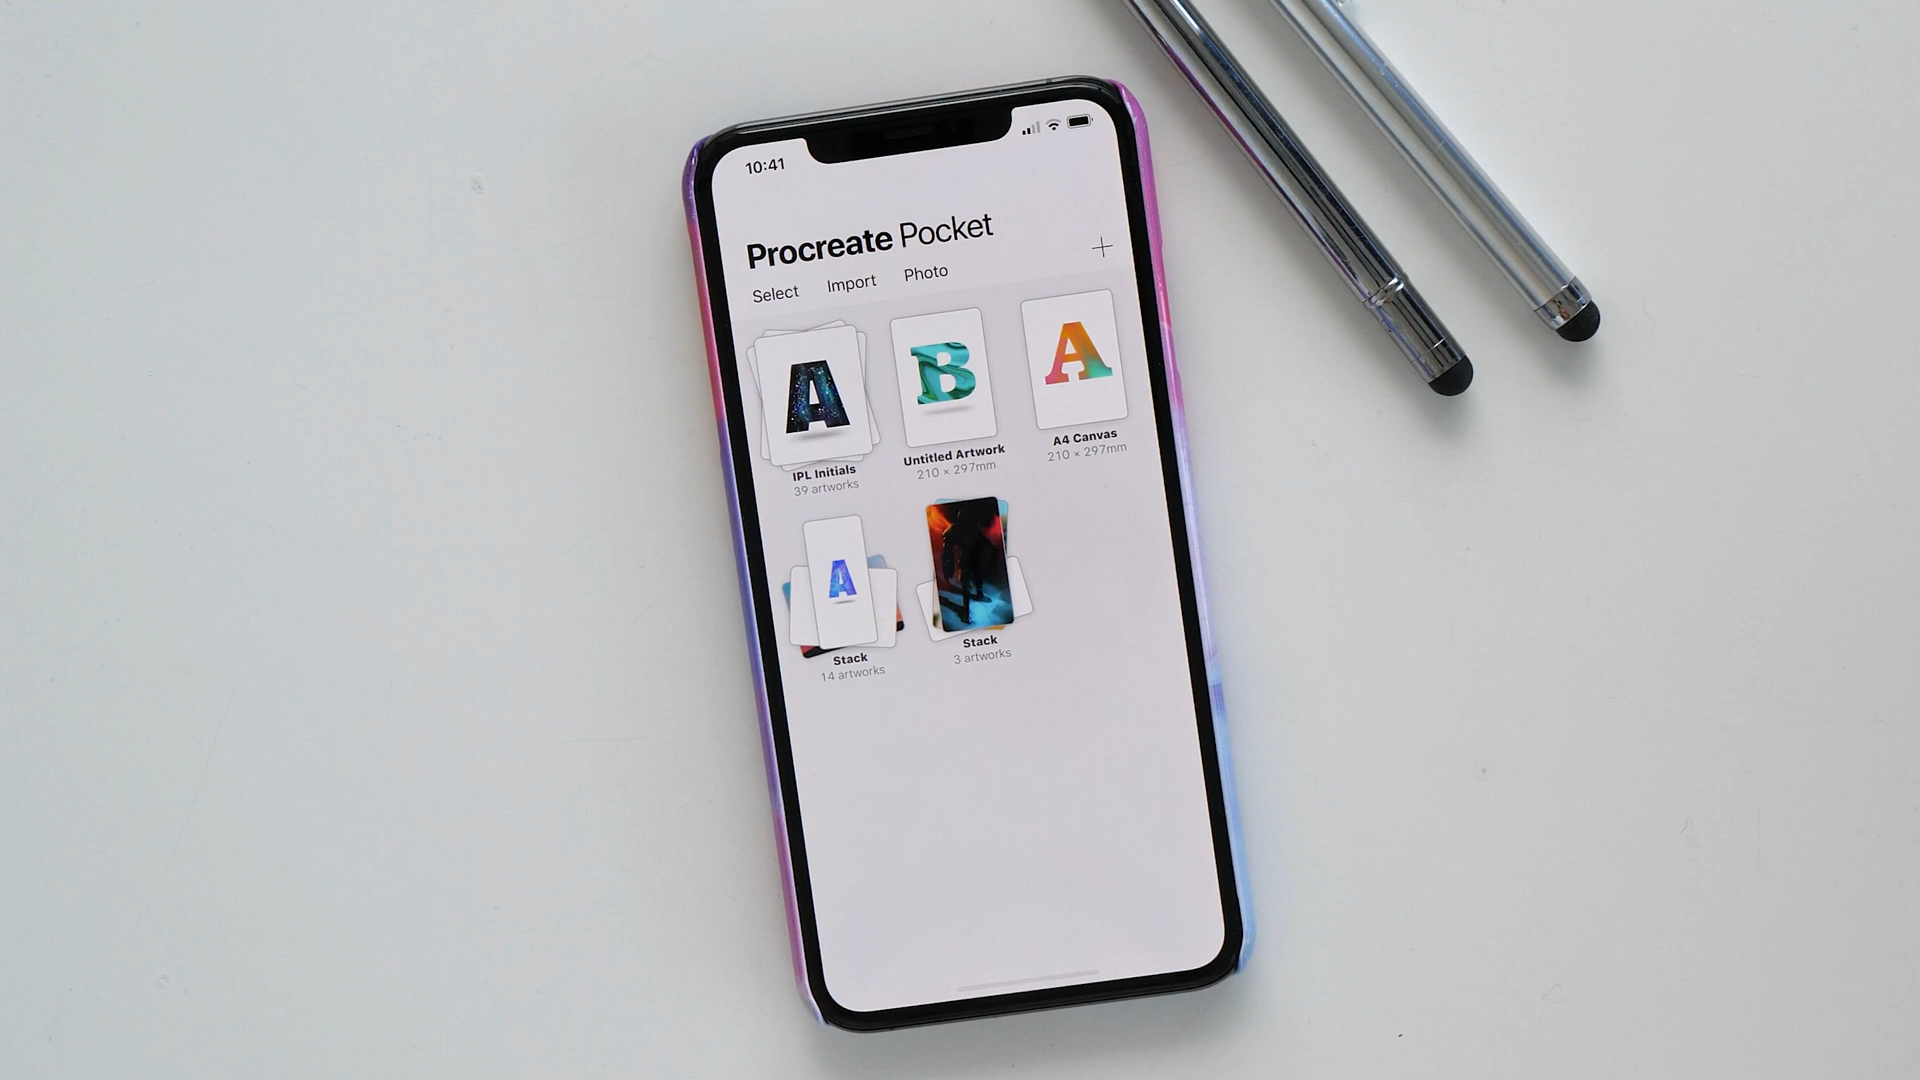 10:41
Procreate Pocket
Select Import Photo
A
B
A
IPL Initials
39 artworks
Untitled Artwork
210 × 297mm
A4 Canvas
210 × 297mm
A
Stack
14 artworks
Stack
3 artworks